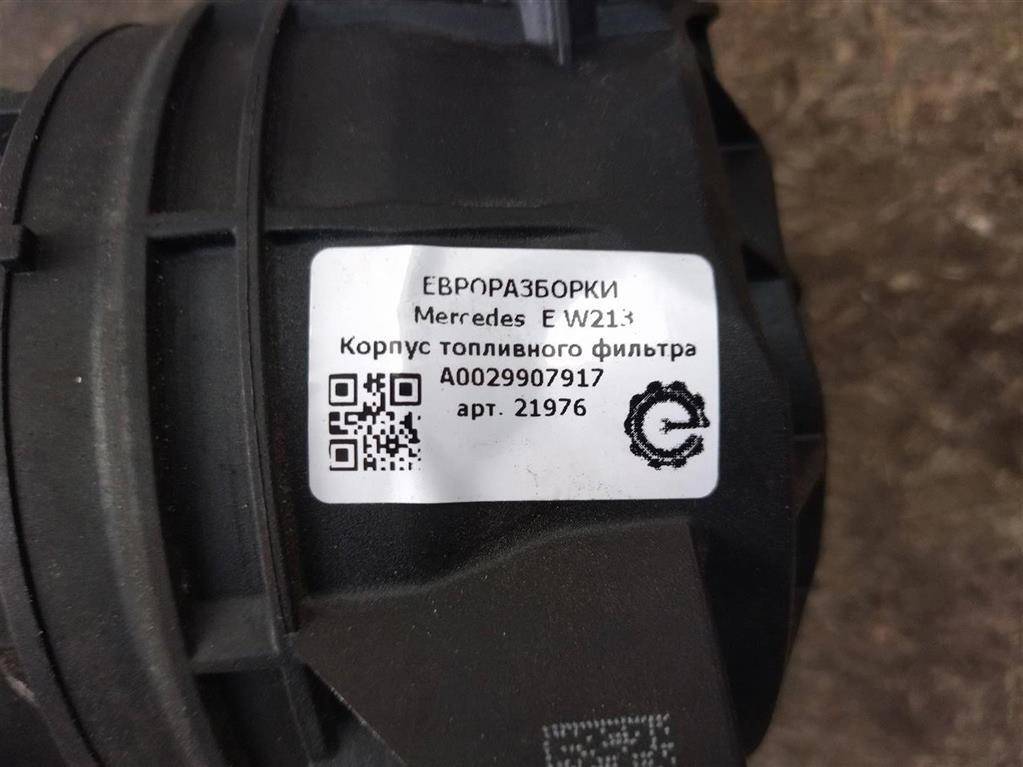 ЕВРОРАЗБОРКИ
Mercedes E W213
Корпус топливного фильтра
A0029907917
арт. 21976